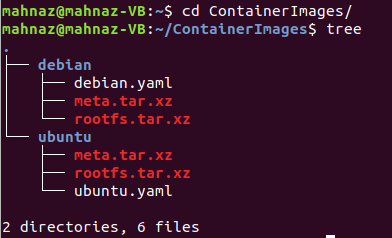 mahnaz@mahnaz-VB:~$ cd ContainerImages/
mahnaz@mahnaz-VB:~/ContainerImages$ tree
.
├── debian
│   ├── debian.yaml
│   ├── meta.tar.xz
│   └── rootfs.tar.xz
└── ubuntu
    ├── meta.tar.xz
    ├── rootfs.tar.xz
    └── ubuntu.yaml

2 directories, 6 files